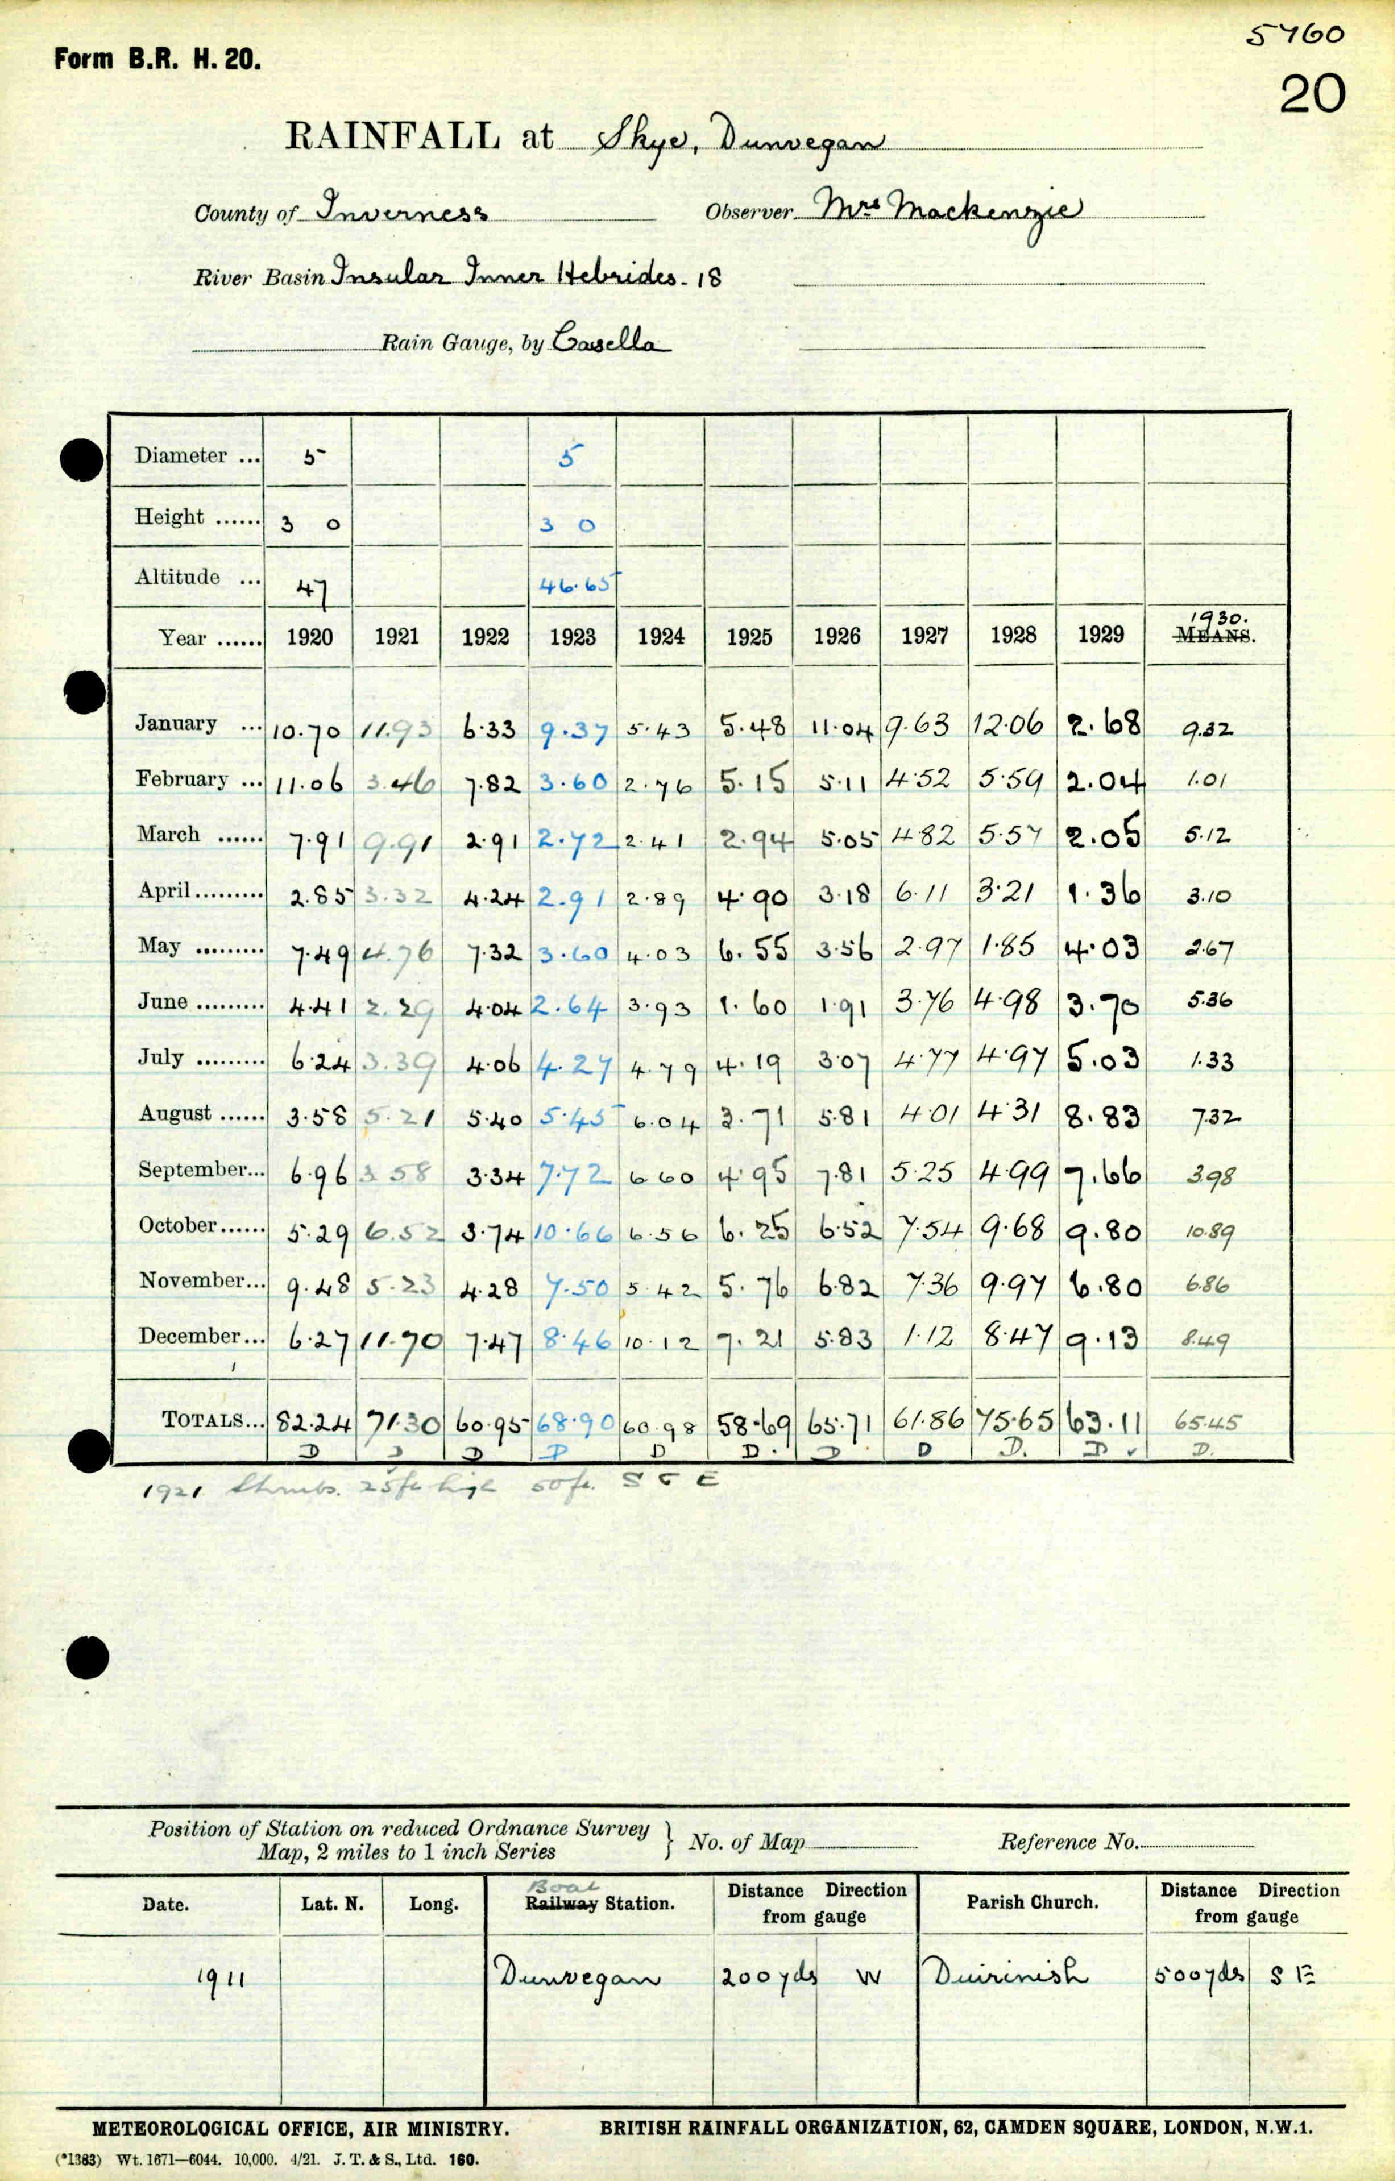 5760
Form B.R. H. 20.
20
RAINFALL at Skye, Dunvegan
County of Inverness Observer Mrs Mackenzie
River Basin Insular Inner Hebrides. 18
Rain Gauge, by Casella
Diameter ... 5 5
Height ...... 3 0 3 0
Altitude ... 47 46.65
1930.
Year ...... 1920 1921 1922 1923 1924 1925 1926 1927 1928 1929 MEANS.
January ... 10.70 11.93 6.33 9.37 5.43 5.48 11.04 9.63 12.06 2.68 9.32
February ... 11.06 3.46 7.82 3.60 2.76 5.15 5.11 4.52 5.59 2.04 1.01
March ...... 7.91 9.91 2.91 2.72 2.41 2.94 5.05 4.82 5.57 2.05 5.12
April ......... 2.85 3.32 4.24 2.91 2.89 4.90 3.18 6.11 3.21 1.36 3.10
May ......... 7.49 4.76 7.32 3.60 4.03 6.55 3.56 2.97 1.85 4.03 2.67
June ......... 4.41 2.29 4.04 2.64 3.93 1.60 1.91 3.76 4.98 3.70 5.36
July ......... 6.24 3.39 4.06 4.27 4.79 4.19 3.07 4.77 4.97 5.03 1.33
August ...... 3.58 5.21 5.40 5.45 6.04 3.71 5.81 4.01 4.31 8.83 7.32
September... 6.96 3.58 3.34 7.72 6.60 4.95 7.81 5.25 4.99 7.66 3.98
October...... 5.29 6.52 3.74 10.66 6.56 6.25 6.52 7.54 9.68 9.80 10.89
November... 9.48 5.23 4.28 7.50 5.42 5.76 6.82 7.36 9.97 6.80 6.86
December... 6.27 11.70 7.47 8.46 10.12 7.21 5.83 1.12 8.47 9.13 8.49
TOTALS... 82.24 71.30 60.95 68.90 60.98 58.69 65.71 61.86 75.65 63.11 65.45
D D D D D D. D D D. D ✓ D.
1921 Shrubs. 25ft high 50ft. S & E
Position of Station on reduced Ordnance Survey
Map, 2 miles to 1 inch Series } No. of Map Reference No.
Boat
Date. Lat. N. Long. Railway Station. Distance Direction from gauge Parish Church. Distance Direction from gauge
1911 Dunvegan 200yds W Duirinish 500yds S E
METEOROLOGICAL OFFICE, AIR MINISTRY. BRITISH RAINFALL ORGANIZATION, 62, CAMDEN SQUARE, LONDON, N.W.1.
(*1383) Wt. 1671—6044. 10,000. 4/21. J. T. & S., Ltd. 160.